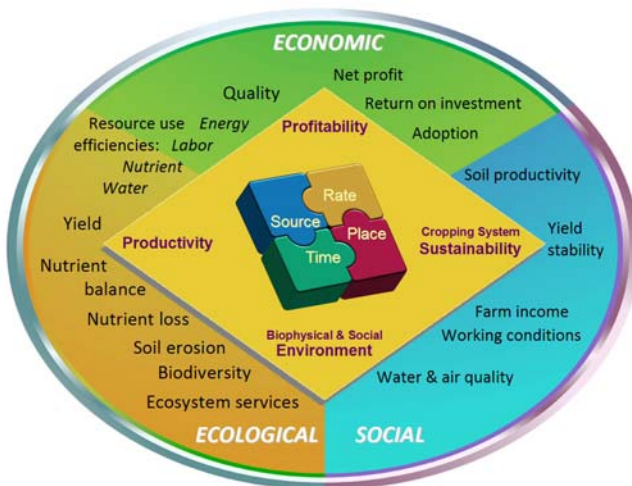 ECONOMIC
Net profit
Quality
Return on investment
Resource use Energy
Profitability
Adoption
efficiencies: Labor
Nutrient
Water
Soil productivity
Rate
Source
Place
Time
Yield
Productivity
Cropping System
Sustainability
Yield
stability
Nutrient
balance
Nutrient loss
Farm income
Working conditions
Biophysical & Social
Environment
Soil erosion
Biodiversity
Water & air quality
Ecosystem services
ECOLOGICAL
SOCIAL